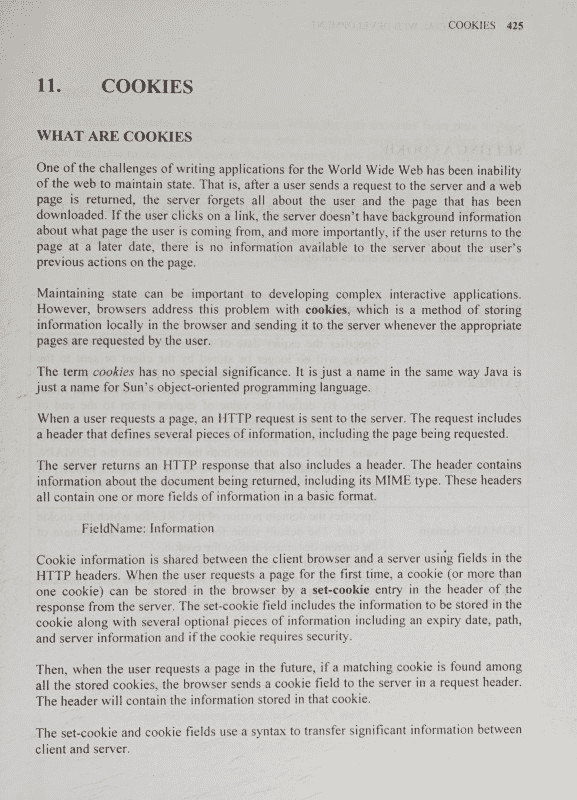 COOKIES 425
11. COOKIES
WHAT ARE COOKIES
One of the challenges of writing applications for the World Wide Web has been inability
of the web to maintain state. That is, after a user sends a request to the server and a web
page is returned, the server forgets all about the user and the page that has been
downloaded. If the user clicks on a link, the server doesn't have background information
about what page the user is coming from, and more importantly, if the user returns to the
page at a later date, there is no information available to the server about the user's
previous actions on the page.
Maintaining state can be important to developing complex interactive applications.
However, browsers address this problem with cookies, which is a method of storing
information locally in the browser and sending it to the server whenever the appropriate
pages are requested by the user.
The term cookies has no special significance. It is just a name in the same way Java is
just a name for Sun's object-oriented programming language.
When a user requests a page, an HTTP request is sent to the server. The request includes
a header that defines several pieces of information, including the page being requested.
The server returns an HTTP response that also includes a header. The header contains
information about the document being returned, including its MIME type. These headers
all contain one or more fields of information in a basic format.
FieldName: Information
Cookie information is shared between the client browser and a server using fields in the
HTTP headers. When the user requests a page for the first time, a cookie (or more than
one cookie) can be stored in the browser by a set-cookie entry in the header of the
response from the server. The set-cookie field includes the information to be stored in the
cookie along with several optional pieces of information including an expiry date, path,
and server information and if the cookie requires security.
Then, when the user requests a page in the future, if a matching cookie is found among
all the stored cookies, the browser sends a cookie field to the server in a request header.
The header will contain the information stored in that cookie.
The set-cookie and cookie fields use a syntax to transfer significant information between
client and server.